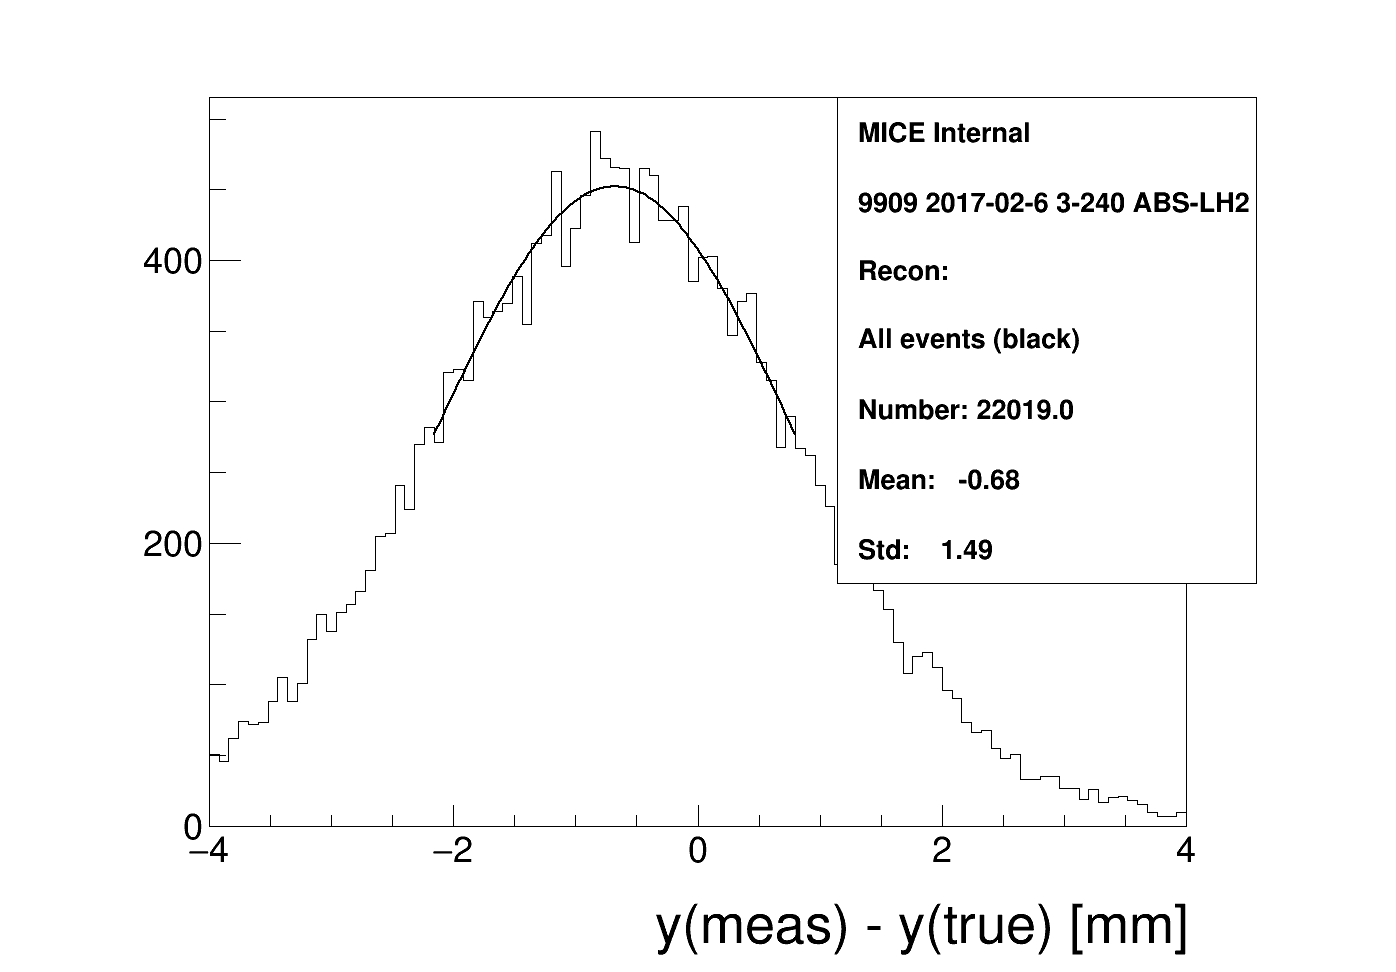 MICE Internal
9909 2017-02-6 3-240 ABS-LH2
Recon:
All events (black)
Number: 22019.0
Mean: -0.68
Std: 1.49
400
200
0
−4 −2 0 2 4
y(meas) - y(true) [mm]